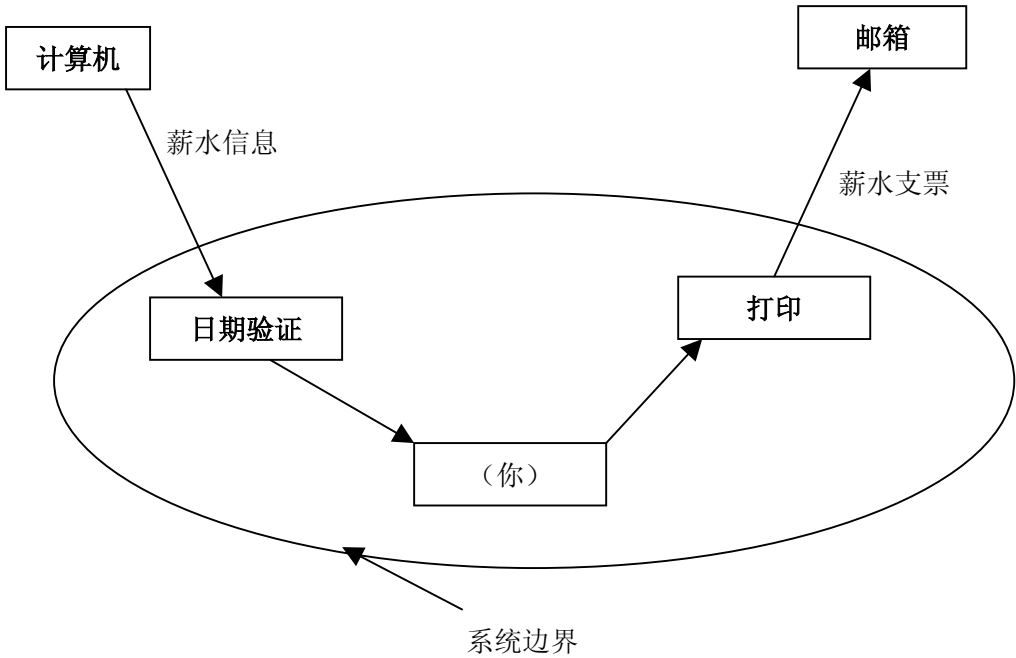 计算机
邮箱
薪水信息
薪水支票
日期验证
打印
（你）
系统边界